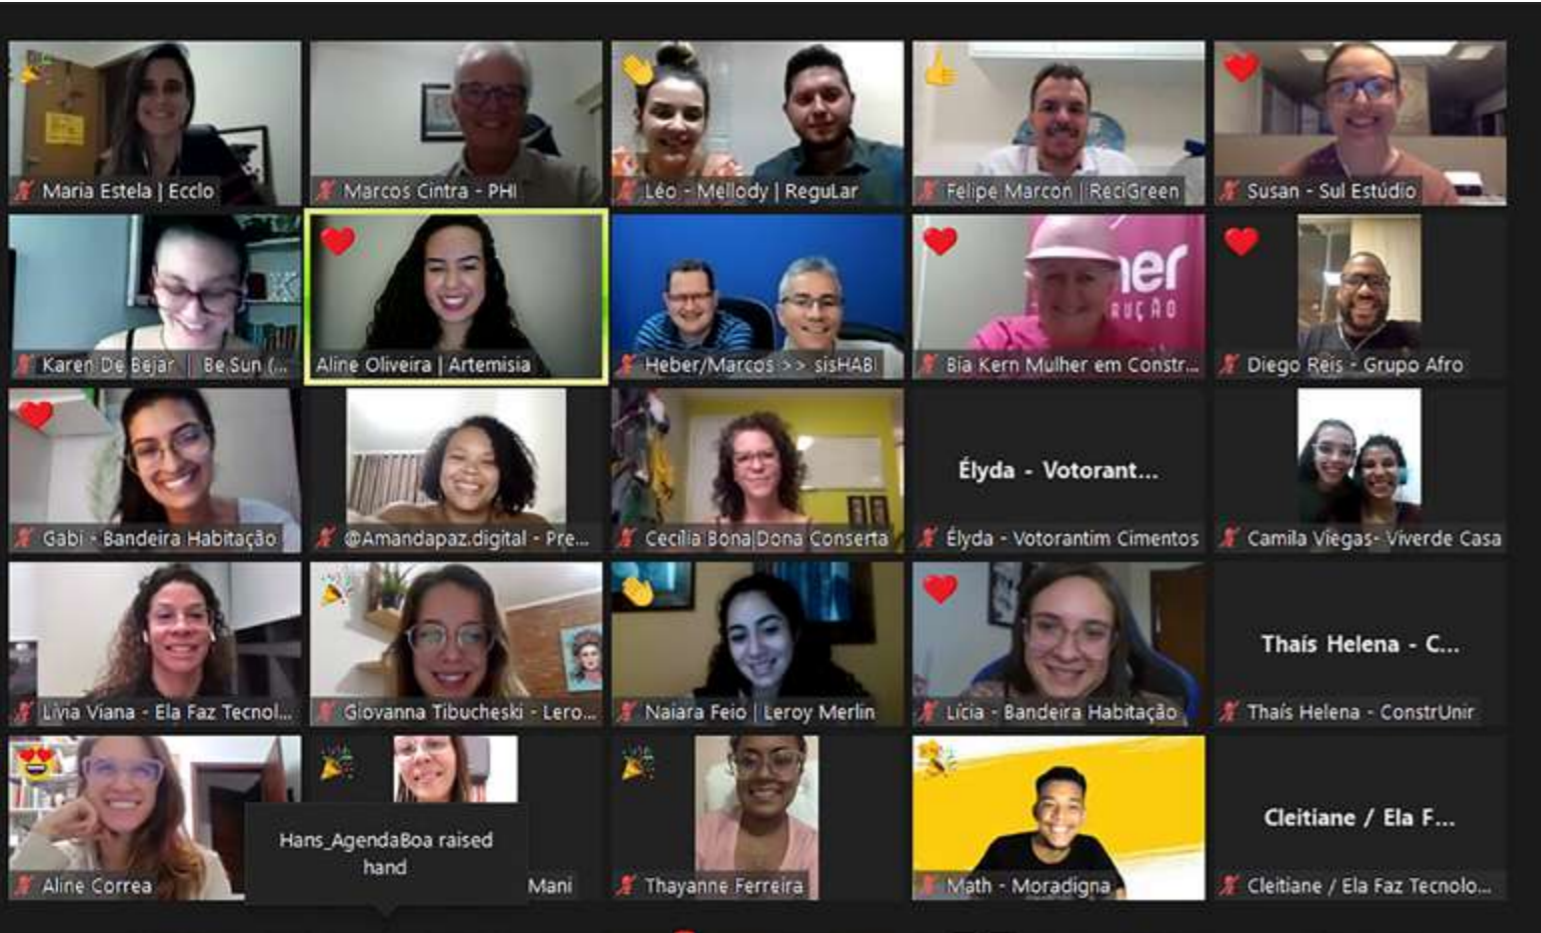 Maria Estela | Ecclo
Marcos Cintra - PHI
Léo - Mellody | ReguLar
Felipe Marcon | ReciGreen
Susan - Sul Estúdio
Karen De Bejar | Be.Sun (...
Aline Oliveira | Artemisia
Heber/Marcos >> sisHABI
her
RUÇÃO
Bia Kern Mulher em Constr...
Diego Reis - Grupo Afro
Gabi - Bandeira Habitação
@Amandapaz.digital - Pre...
Cecília Bona|Dona Conserta
Élyda - Votorant...
Élyda - Votorantim Cimentos
Camila Viegas- Viverde Casa
Lívia Viana - Ela Faz Tecnol...
Giovanna Tibucheski - Lero...
Naiara Feio | Leroy Merlin
Lícia - Bandeira Habitação
Thaís Helena - C...
Thaís Helena - ConstrUnir
Aline Correa
Hans_AgendaBoa raised
hand
Mani
Thayanne Ferreira
Math - Moradigna
Cleitiane / Ela F...
Cleitiane / Ela Faz Tecnolo...